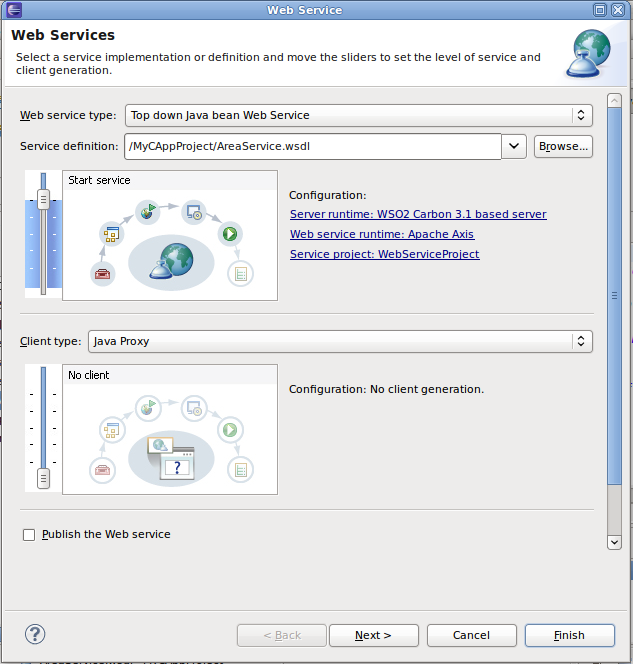 Web Service
Web Services
Select a service implementation or definition and move the sliders to set the level of service and
client generation.
Web service type: Top down Java bean Web Service
Service definition: /MyCAppProject/AreaService.wsdl Browse...
Start service
Configuration:
Server runtime: WSO2 Carbon 3.1 based server
Web service runtime: Apache Axis
Service project: WebServiceProject
Client type: Java Proxy
No client
Configuration: No client generation.
?
Publish the Web service
? < Back Next > Cancel Finish